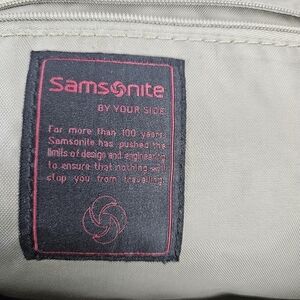 Samsonite
BY YOUR SIDE
For more than 100 years,
Samsonite has pushed the
limits of design and engineering
to ensure that nothing will
stop you from traveling.